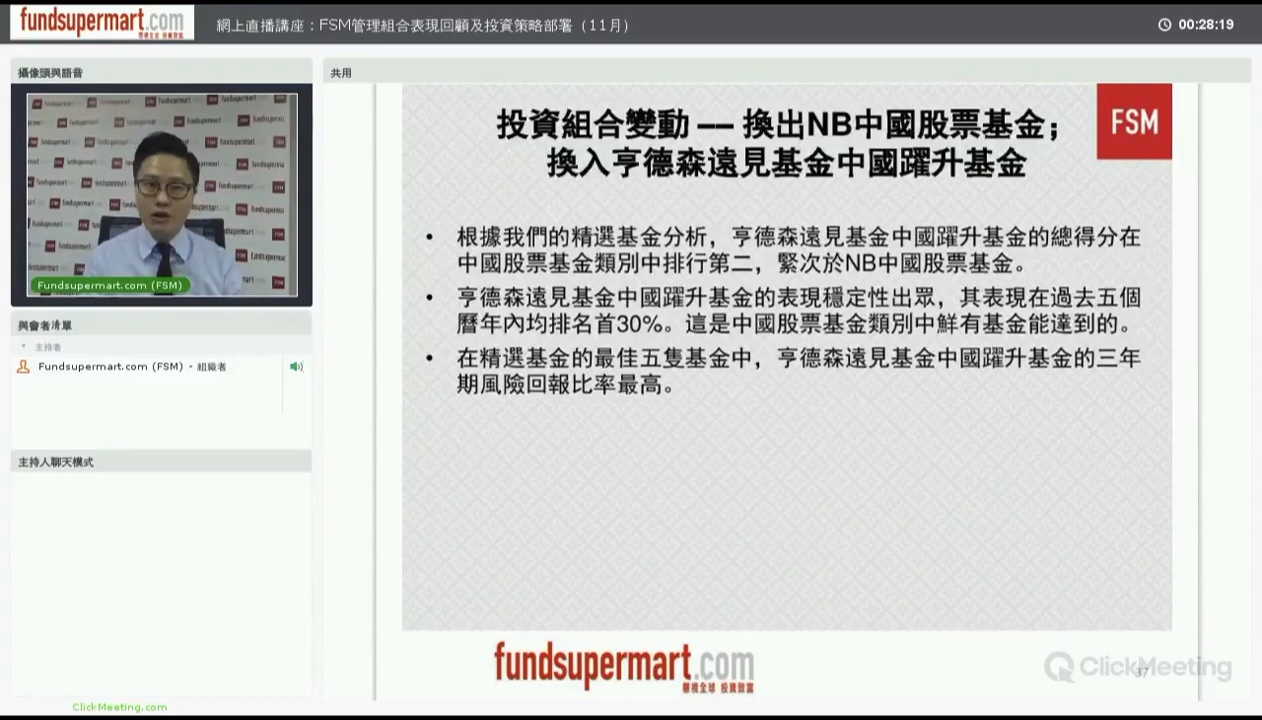 fundsupermart.com
網上直播講座：FSM管理組合表現回顧及投資策略部署（11月）
00:28:19
攝像頭與語音
共用
Fundsupermart.com (FSM)
與會者清單
主持者
Fundsupermart.com (FSM) - 組織者
主持人聊天模式
ClickMeeting.com
投資組合變動 –– 換出NB中國股票基金；
換入亨德森遠見基金中國躍升基金
FSM
• 根據我們的精選基金分析，亨德森遠見基金中國躍升基金的總得分在
中國股票基金類別中排行第二，緊次於NB中國股票基金。
• 亨德森遠見基金中國躍升基金的表現穩定性出眾，其表現在過去五個
曆年內均排名首30%。這是中國股票基金類別中鮮有基金能達到的。
• 在精選基金的最佳五隻基金中，亨德森遠見基金中國躍升基金的三年
期風險回報比率最高。
fundsupermart.com
慧視全球 投資致富
ClickMeeting
37